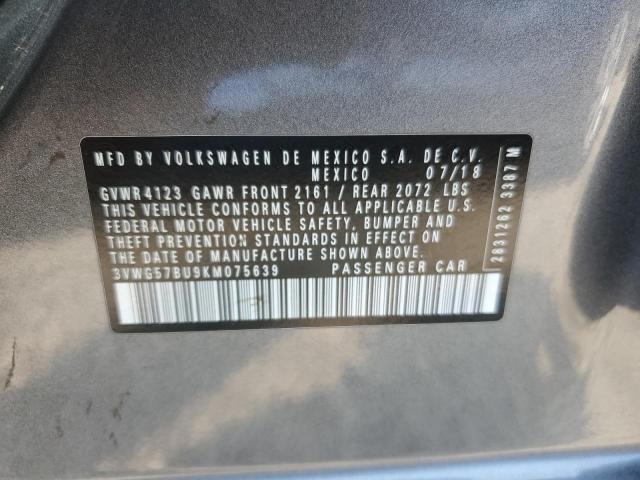 MFD BY VOLKSWAGEN DE MEXICO S.A. DE C.V.
MEXICO 07/18
GVWR4123 GAWR FRONT 2161 / REAR 2072 LBS
THIS VEHICLE CONFORMS TO ALL APPLICABLE U.S.
FEDERAL MOTOR VEHICLE SAFETY, BUMPER AND
THEFT PREVENTION STANDARDS IN EFFECT ON
THE DATE OF MANUFACTURE SHOWN ABOVE.
3VWG57BU9KM075639 PASSENGER CAR
2831262 3387 M